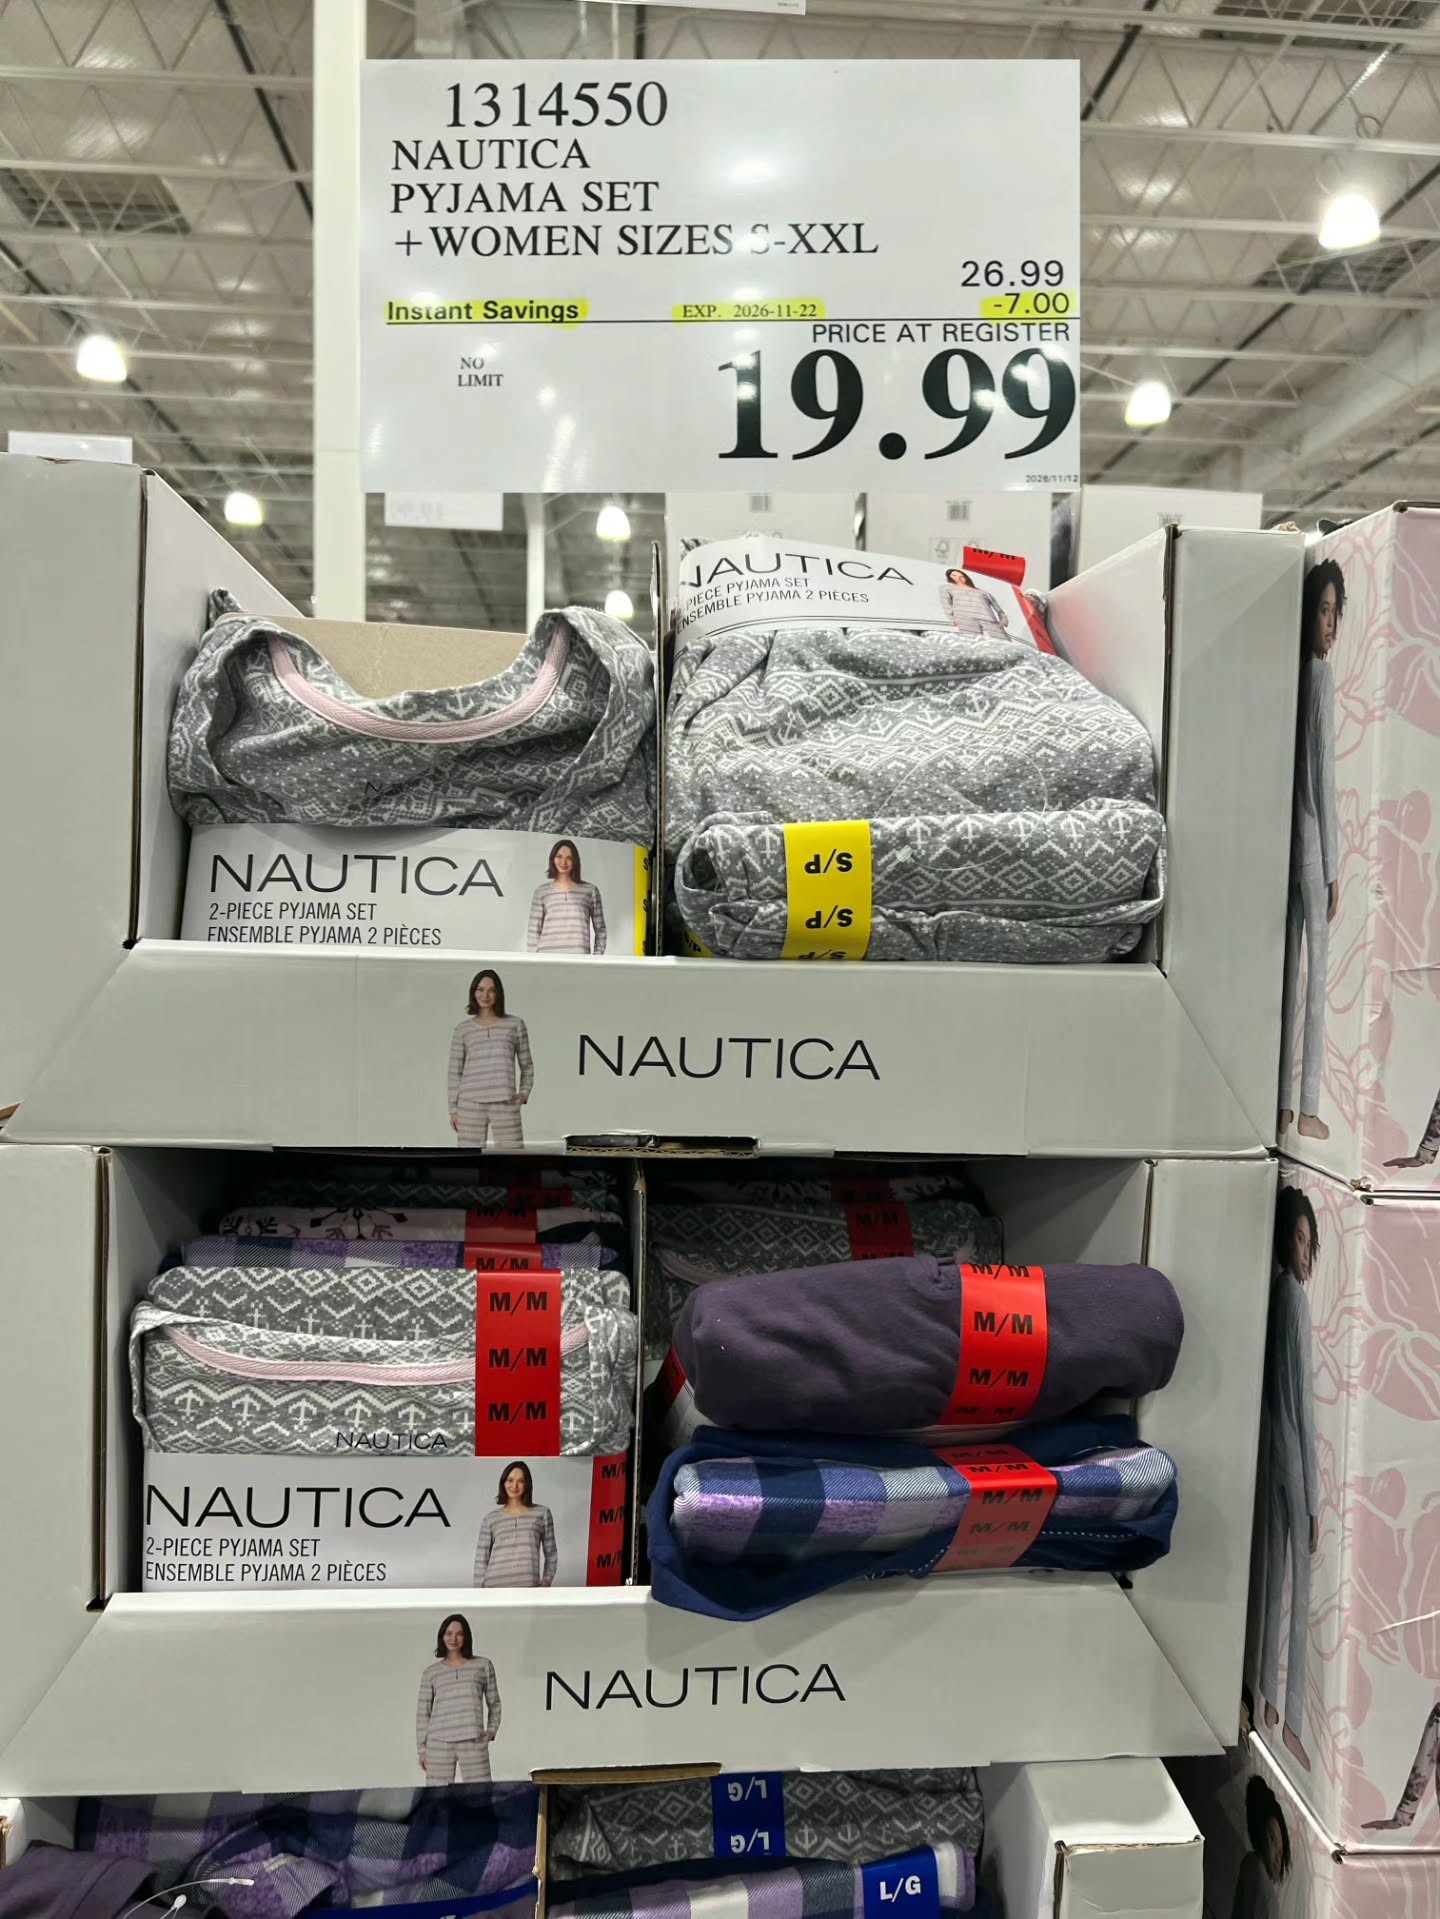 1314550
NAUTICA
PYJAMA SET
+WOMEN SIZES S-XXL
26.99
Instant Savings EXP. 2026-11-22 -7.00
PRICE AT REGISTER
NO
LIMIT
19.99
2026/11/12
NAUTICA
2-PIECE PYJAMA SET
ENSEMBLE PYJAMA 2 PIÈCES
M/M
NAUTICA
PIECE PYJAMA SET
ENSEMBLE PYJAMA 2 PIÈCES
S/P
S/P
S/P
NAUTICA
M/M
M/M
M/M
M/M
M/M
NAUTICA
NAUTICA
2-PIECE PYJAMA SET
ENSEMBLE PYJAMA 2 PIÈCES
M/M
M/M
M/M
M/M
M/M
M/M
M/M
M/M
M/M
M/M
NAUTICA
L/G
L/G
L/G